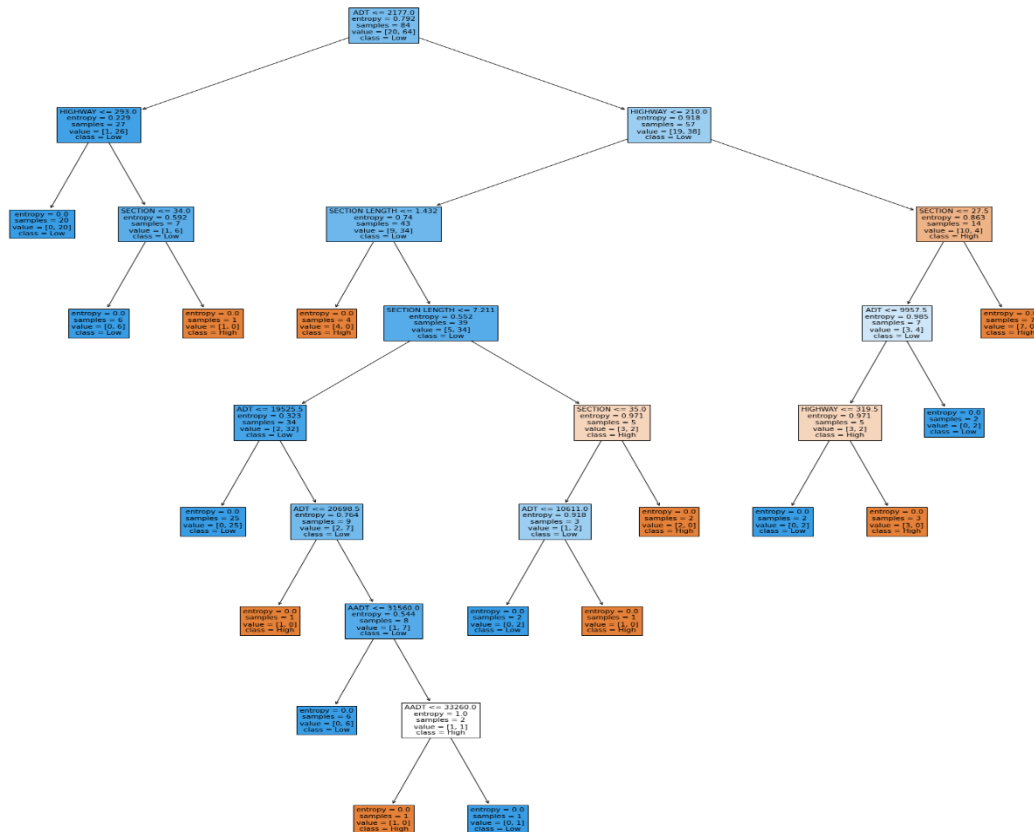 ADT <= 2177.0
entropy = 0.792
samples = 84
value = [20, 64]
class = Low
HIGHWAY <= 293.0
entropy = 0.229
samples = 27
value = [1, 26]
class = Low
HIGHWAY <= 210.0
entropy = 0.918
samples = 57
value = [19, 38]
class = Low
entropy = 0.0
samples = 20
value = [0, 20]
class = Low
SECTION <= 34.0
entropy = 0.592
samples = 7
value = [1, 6]
class = Low
SECTION LENGTH <= 1.432
entropy = 0.74
samples = 43
value = [9, 34]
class = Low
SECTION <= 27.5
entropy = 0.863
samples = 14
value = [10, 4]
class = High
entropy = 0.0
samples = 6
value = [0, 6]
class = Low
entropy = 0.0
samples = 1
value = [1, 0]
class = High
entropy = 0.0
samples = 4
value = [4, 0]
class = High
SECTION LENGTH <= 7.211
entropy = 0.552
samples = 39
value = [5, 34]
class = Low
ADT <= 9957.5
entropy = 0.985
samples = 7
value = [3, 4]
class = Low
entropy = 0.0
samples = 7
value = [7, 0]
class = High
ADT <= 19525.5
entropy = 0.323
samples = 34
value = [2, 32]
class = Low
SECTION <= 35.0
entropy = 0.971
samples = 5
value = [3, 2]
class = High
HIGHWAY <= 319.5
entropy = 0.971
samples = 5
value = [3, 2]
class = High
entropy = 0.0
samples = 2
value = [0, 2]
class = Low
entropy = 0.0
samples = 25
value = [0, 25]
class = Low
ADT <= 20698.5
entropy = 0.764
samples = 9
value = [2, 7]
class = Low
ADT <= 10611.0
entropy = 0.918
samples = 3
value = [1, 2]
class = Low
entropy = 0.0
samples = 2
value = [2, 0]
class = High
entropy = 0.0
samples = 2
value = [0, 2]
class = Low
entropy = 0.0
samples = 3
value = [3, 0]
class = High
entropy = 0.0
samples = 1
value = [1, 0]
class = High
AADT <= 31560.0
entropy = 0.544
samples = 8
value = [1, 7]
class = Low
entropy = 0.0
samples = 2
value = [0, 2]
class = Low
entropy = 0.0
samples = 1
value = [1, 0]
class = High
entropy = 0.0
samples = 6
value = [0, 6]
class = Low
AADT <= 33260.0
entropy = 1.0
samples = 2
value = [1, 1]
class = High
entropy = 0.0
samples = 1
value = [1, 0]
class = High
entropy = 0.0
samples = 1
value = [0, 1]
class = Low